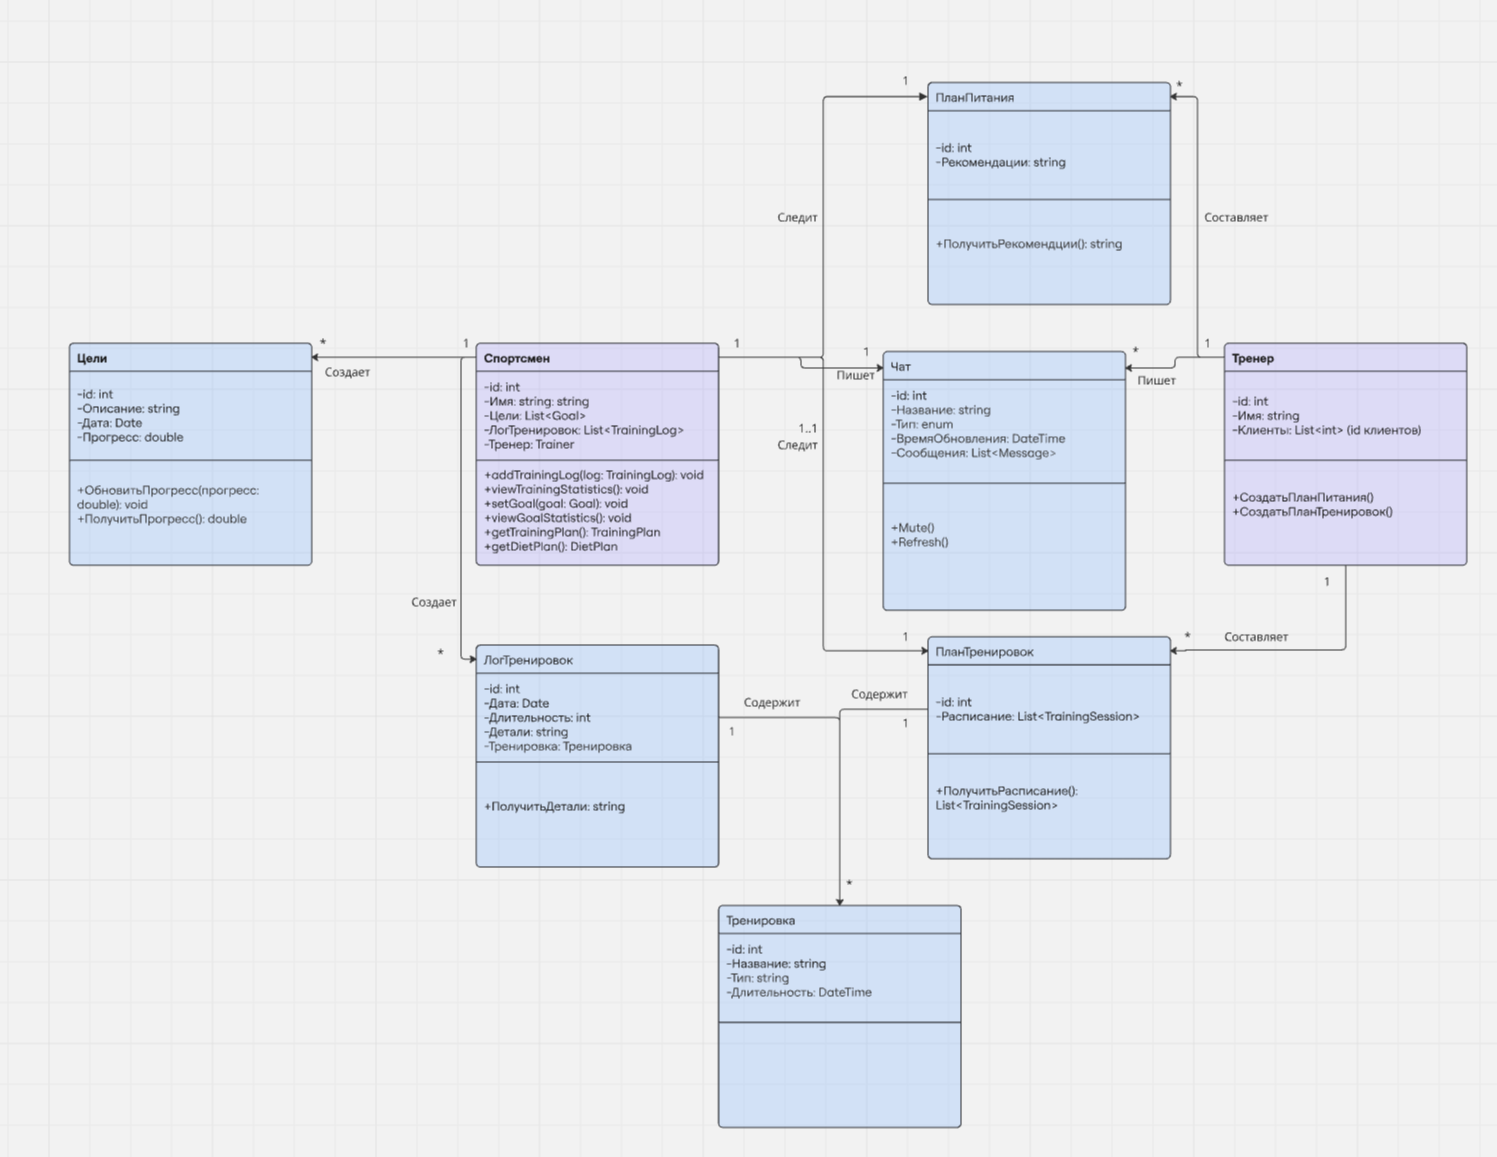 1
ПланПитания
*
-id: int
-Рекомендации: string
Следит
Составляет
+ПолучитьРекомендции(): string
Цели
*
1
Создает
-id: int
-Описание: string
-Дата: Date
-Прогресс: double
+ОбновитьПрогресс(прогресс:
double): void
+ПолучитьПрогресс(): double
Спортсмен
1
-id: int
-Имя: string: string
-Цели: List<Goal>
-ЛогТренировок: List<TrainingLog>
-Тренер: Trainer
+addTrainingLog(log: TrainingLog): void
+viewTrainingStatistics(): void
+setGoal(goal: Goal): void
+viewGoalStatistics(): void
+getTrainingPlan(): TrainingPlan
+getDietPlan(): DietPlan
1
Пишет
1..1
Следит
Чат
*
Пишет
-id: int
-Название: string
-Тип: enum
-ВремяОбновления: DateTime
-Сообщения: List<Message>
+Mute()
+Refresh()
1
Тренер
-id: int
-Имя: string
-Клиенты: List<int> (id клиентов)
+СоздатьПланПитания()
+СоздатьПланТренировок()
1
Создает
*
ЛогТренировок
-id: int
-Дата: Date
-Длительность: int
-Детали: string
-Тренировка: Тренировка
+ПолучитьДетали: string
Содержит
1
Содержит
1
1
ПланТренировок
*
Составляет
-id: int
-Расписание: List<TrainingSession>
+ПолучитьРасписание():
List<TrainingSession>
*
Тренировка
-id: int
-Название: string
-Тип: string
-Длительность: DateTime